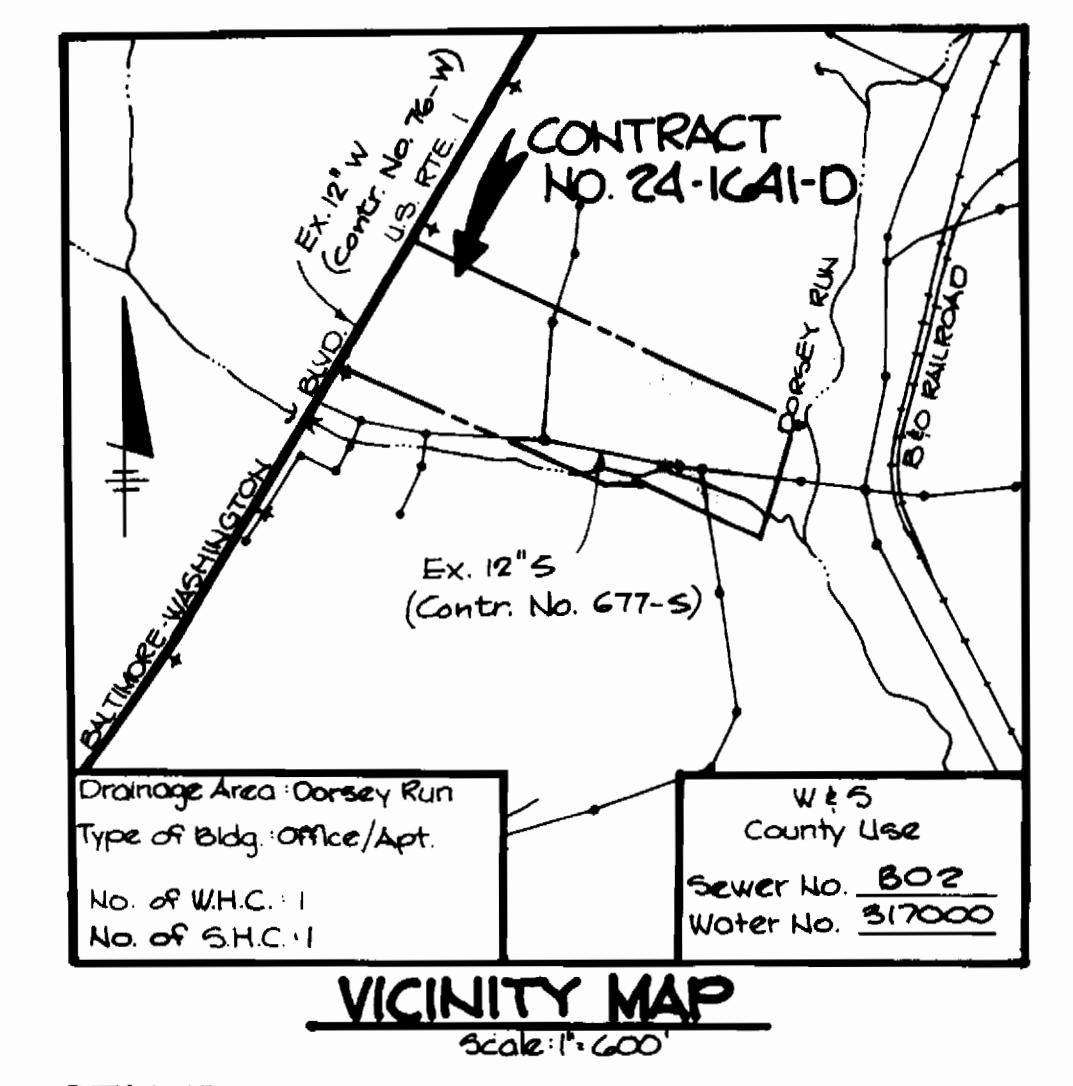 CONTRACT
NO. 24-1641-D
Ex. 12" W
(Contr. No. 76-W)
U.S. RTE. 1
BALTIMORE-WASHINGTON BLVD.
DORSEY RUN
B&O RAILROAD
Ex. 12" S
(Contr. No. 677-S)
Drainage Area: Dorsey Run
Type of Bldg.: Office/Apt.
No. of W.H.C.: 1
No. of S.H.C.: 1
W & S
County Use
Sewer No. B02
Water No. 317000
VICINITY MAP
Scale: 1" = 600'